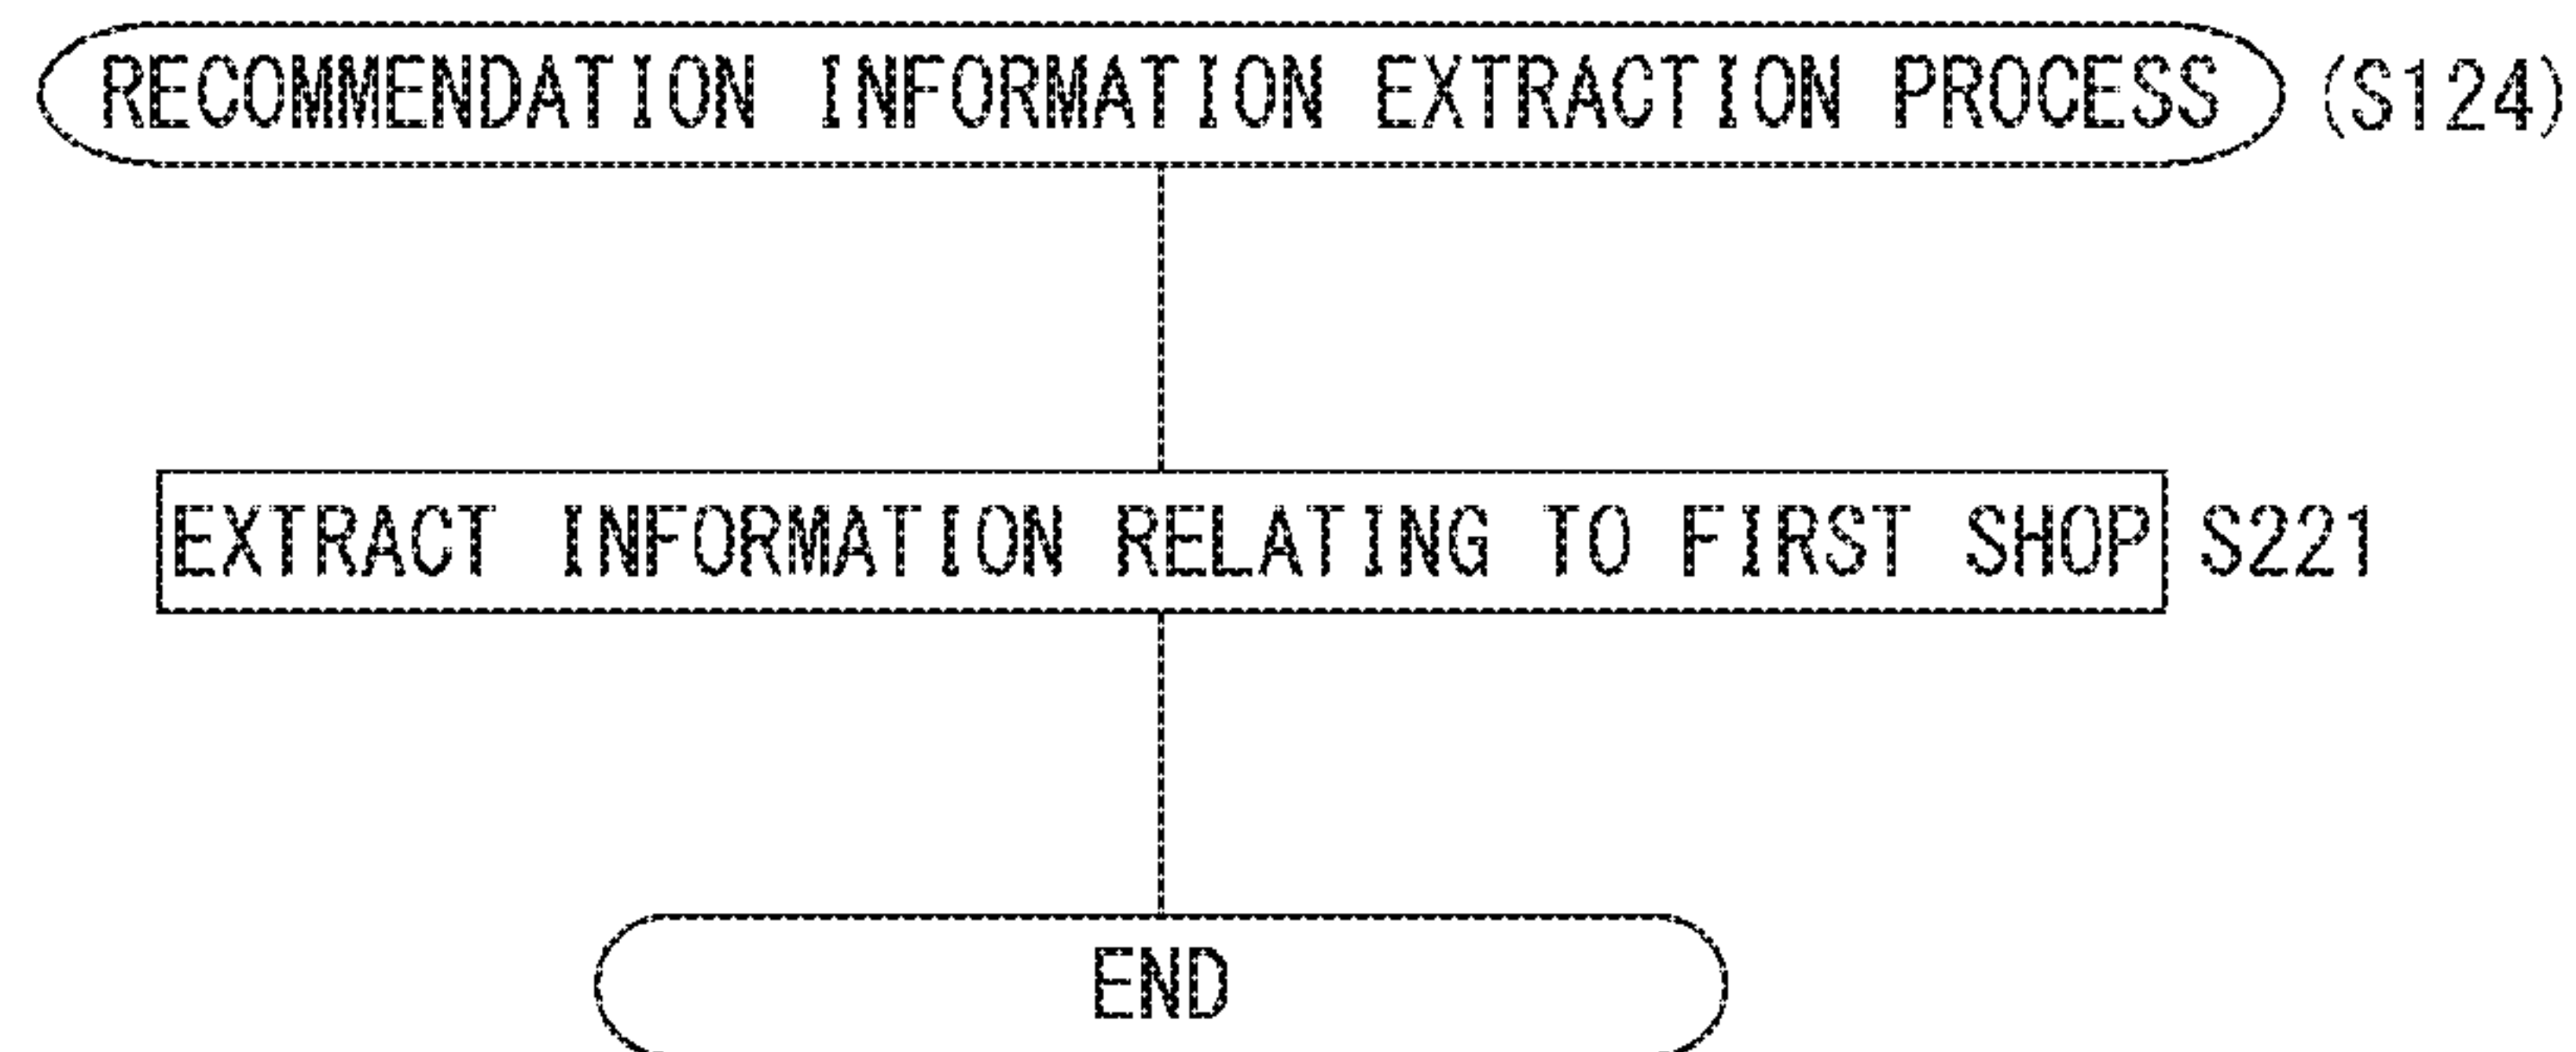 RECOMMENDATION INFORMATION EXTRACTION PROCESS (S124)
EXTRACT INFORMATION RELATING TO FIRST SHOP S221
END